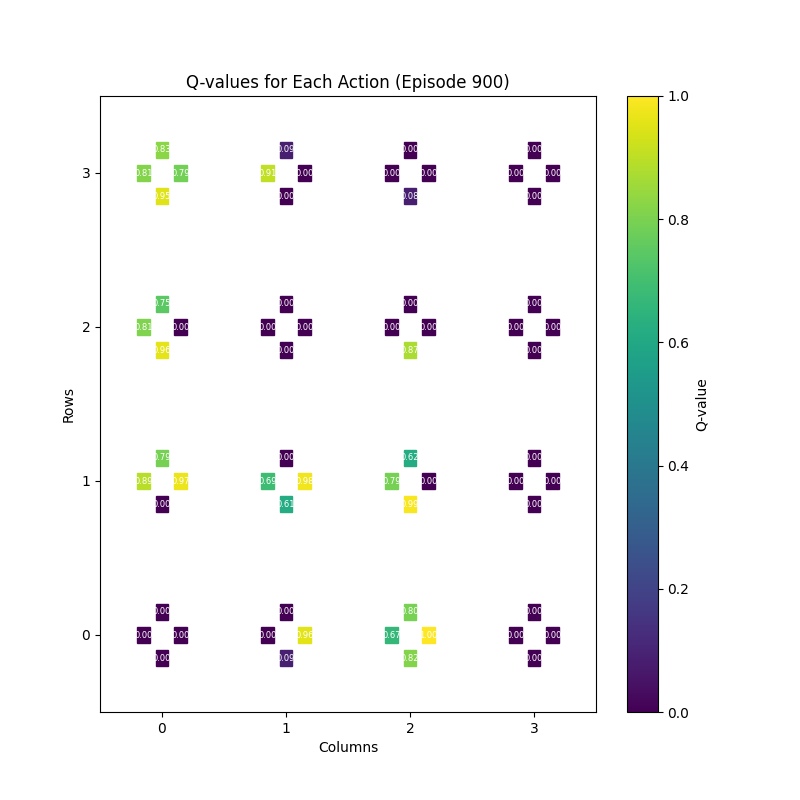 Q-values for Each Action (Episode 900)
0.83 0.09 0.00 0.00
3 0.81 0.79 0.91 0.00 0.00 0.00 0.00 0.00
0.95 0.00 0.08 0.00
0.75 0.00 0.00 0.00
2 0.81 0.00 0.00 0.00 0.00 0.00 0.00 0.00
0.96 0.00 0.87 0.00
Rows
0.79 0.00 0.62 0.00
1 0.89 0.97 0.69 0.98 0.79 0.00 0.00 0.00
0.00 0.61 0.99 0.00
0.00 0.00 0.80 0.00
0 0.00 0.00 0.00 0.96 0.67 1.00 0.00 0.00
0.00 0.09 0.82 0.00
0 1 2 3
Columns
1.0
0.8
0.6
0.4
0.2
0.0
Q-value